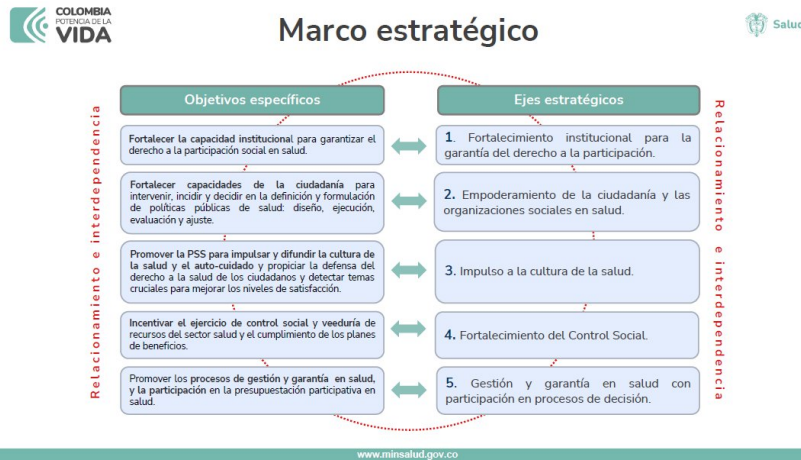 COLOMBIA
POTENCIA DE LA
VIDA
Marco estratégico
Salud
Relacionamiento e interdependencia
Objetivos específicos
Ejes estratégicos
Fortalecer la capacidad institucional para garantizar el
derecho a la participación social en salud.
1. Fortalecimiento institucional para la
garantía del derecho a la participación.
Fortalecer capacidades de la ciudadanía para
intervenir, incidir y decidir en la definición y formulación
de políticas públicas de salud: diseño, ejecución,
evaluación y ajuste.
2. Empoderamiento de la ciudadanía y las
organizaciones sociales en salud.
Promover la PSS para impulsar y difundir la cultura de
la salud y el auto-cuidado y propiciar la defensa del
derecho a la salud de los ciudadanos y detectar temas
cruciales para mejorar los niveles de satisfacción.
3. Impulso a la cultura de la salud.
Incentivar el ejercicio de control social y veeduría de
recursos del sector salud y el cumplimiento de los planes
de beneficios.
4. Fortalecimiento del Control Social.
Promover los procesos de gestión y garantía en salud,
y la participación en la presupuestación participativa en
salud.
5. Gestión y garantía en salud con
participación en procesos de decisión.
Relacionamiento e interdependencia
www.minsalud.gov.co